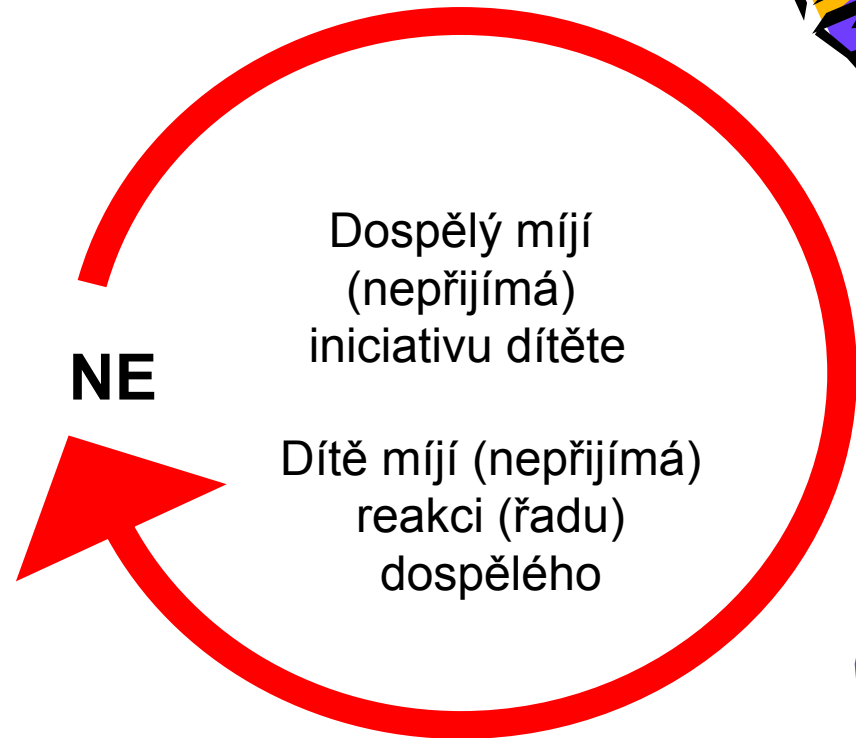 Dospělý míjí
(nepřijímá)
iniciativu dítěte
NE
Dítě míjí (nepřijímá)
reakci (řadu)
dospělého